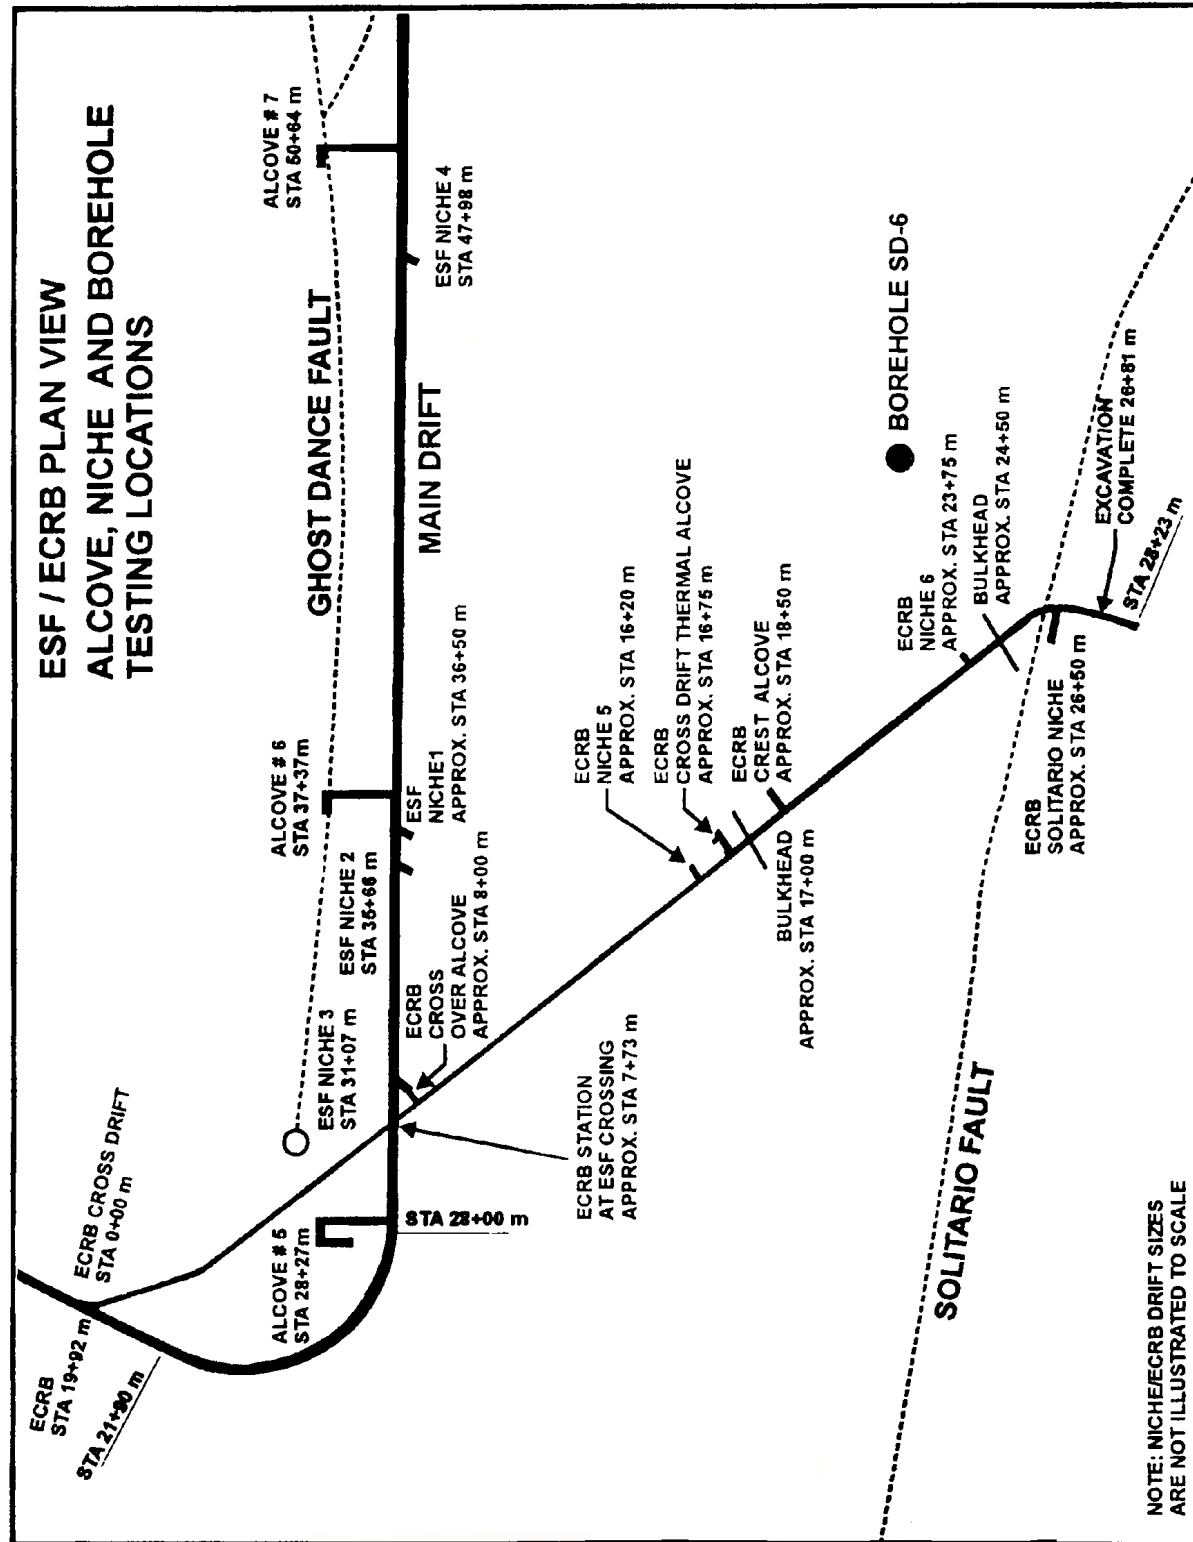 ESF / ECRB PLAN VIEW
ALCOVE, NICHE AND BOREHOLE
TESTING LOCATIONS
ECRB
STA 19+92 m
STA 21+90 m
ECRB CROSS DRIFT
STA 0+00 m
ALCOVE # 5
STA 28+27m
STA 28+00 m
ESF NICHE 3
STA 31+07 m
ESF NICHE 2
STA 35+66 m
ALCOVE # 6
STA 37+37m
GHOST DANCE FAULT
ALCOVE # 7
STA 50+64 m
MAIN DRIFT
ESF NICHE 4
STA 47+98 m
ESF
NICHE1
APPROX. STA 36+50 m
ECRB
CROSS
OVER ALCOVE
APPROX. STA 8+00 m
ECRB STATION
AT ESF CROSSING
APPROX. STA 7+73 m
ECRB
NICHE 5
APPROX. STA 16+20 m
ECRB
CROSS DRIFT THERMAL ALCOVE
APPROX. STA 16+75 m
ECRB
CREST ALCOVE
APPROX. STA 18+50 m
BULKHEAD
APPROX. STA 17+00 m
BOREHOLE SD-6
ECRB
NICHE 6
APPROX. STA 23+75 m
BULKHEAD
APPROX. STA 24+50 m
SOLITARIO FAULT
ECRB
SOLITARIO NICHE
APPROX. STA 26+50 m
EXCAVATION
COMPLETE 26+81 m
STA 28+23 m
NOTE: NICHE/ECRB DRIFT SIZES
ARE NOT ILLUSTRATED TO SCALE